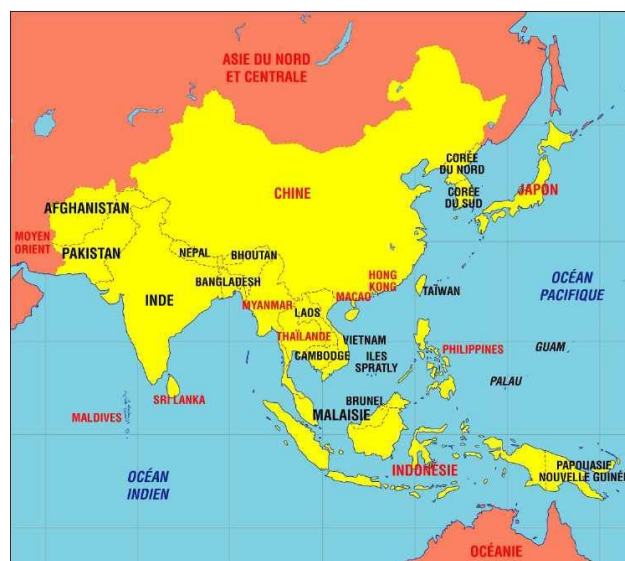 ASIE DU NORD
ET CENTRALE
CORÉE
DU NORD
CHINE
CORÉE
DU SUD
JAPON
AFGHANISTAN
MOYEN
ORIENT
PAKISTAN
NEPAL
BHOUTAN
HONG
KONG
OCÉAN
PACIFIQUE
BANGLADESH
INDE
MYANMAR
MACAO
TAÏWAN
LAOS
THAÏLANDE
VIETNAM
CAMBODGE
ILES
SPRATLY
PHILIPPINES
GUAM
PALAU
SRI LANKA
MALDIVES
BRUNEI
MALAISIE
OCÉAN
INDIEN
INDONÉSIE
PAPOUASIE
NOUVELLE GUINÉE
OCÉANIE